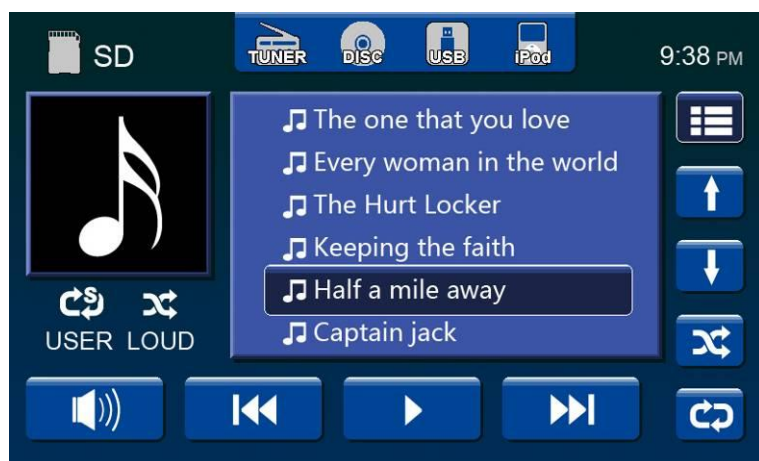 SD
TUNER
DISC
USB
iPod
9:38 PM
The one that you love
Every woman in the world
The Hurt Locker
Keeping the faith
Half a mile away
Captain jack
S
USER LOUD